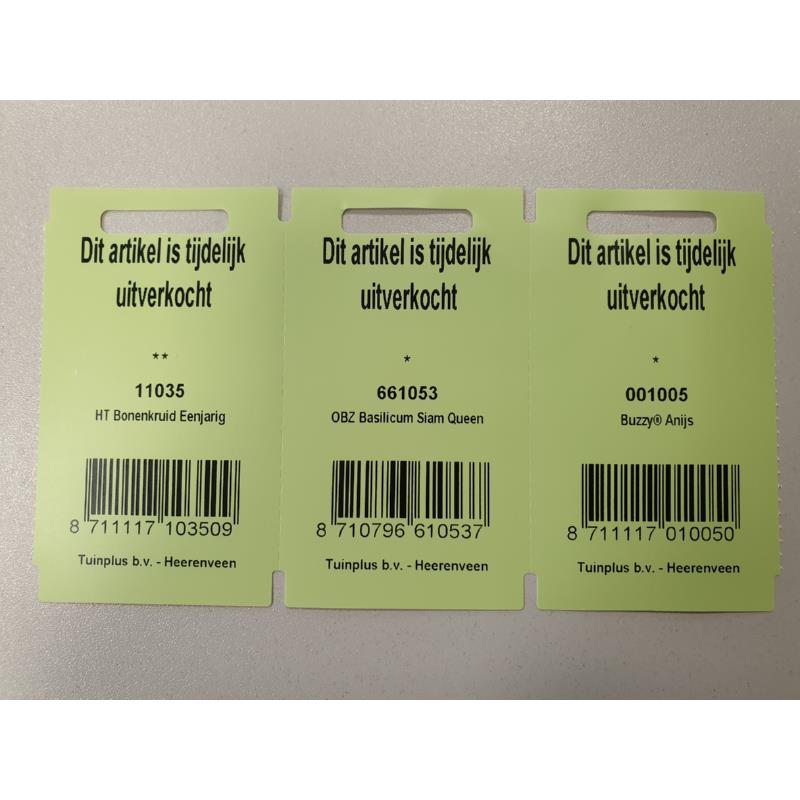 Dit artikel is tijdelijk
uitverkocht
**
11035
HT Bonenkruid Eenjarig
8 711117 103509
Tuinplus b.v. - Heerenveen
Dit artikel is tijdelijk
uitverkocht
*
661053
OBZ Basilicum Siam Queen
8 710796 610537
Tuinplus b.v. - Heerenveen
Dit artikel is tijdelijk
uitverkocht
*
001005
Buzzy® Anijs
8 711117 010050
Tuinplus b.v. - Heerenveen